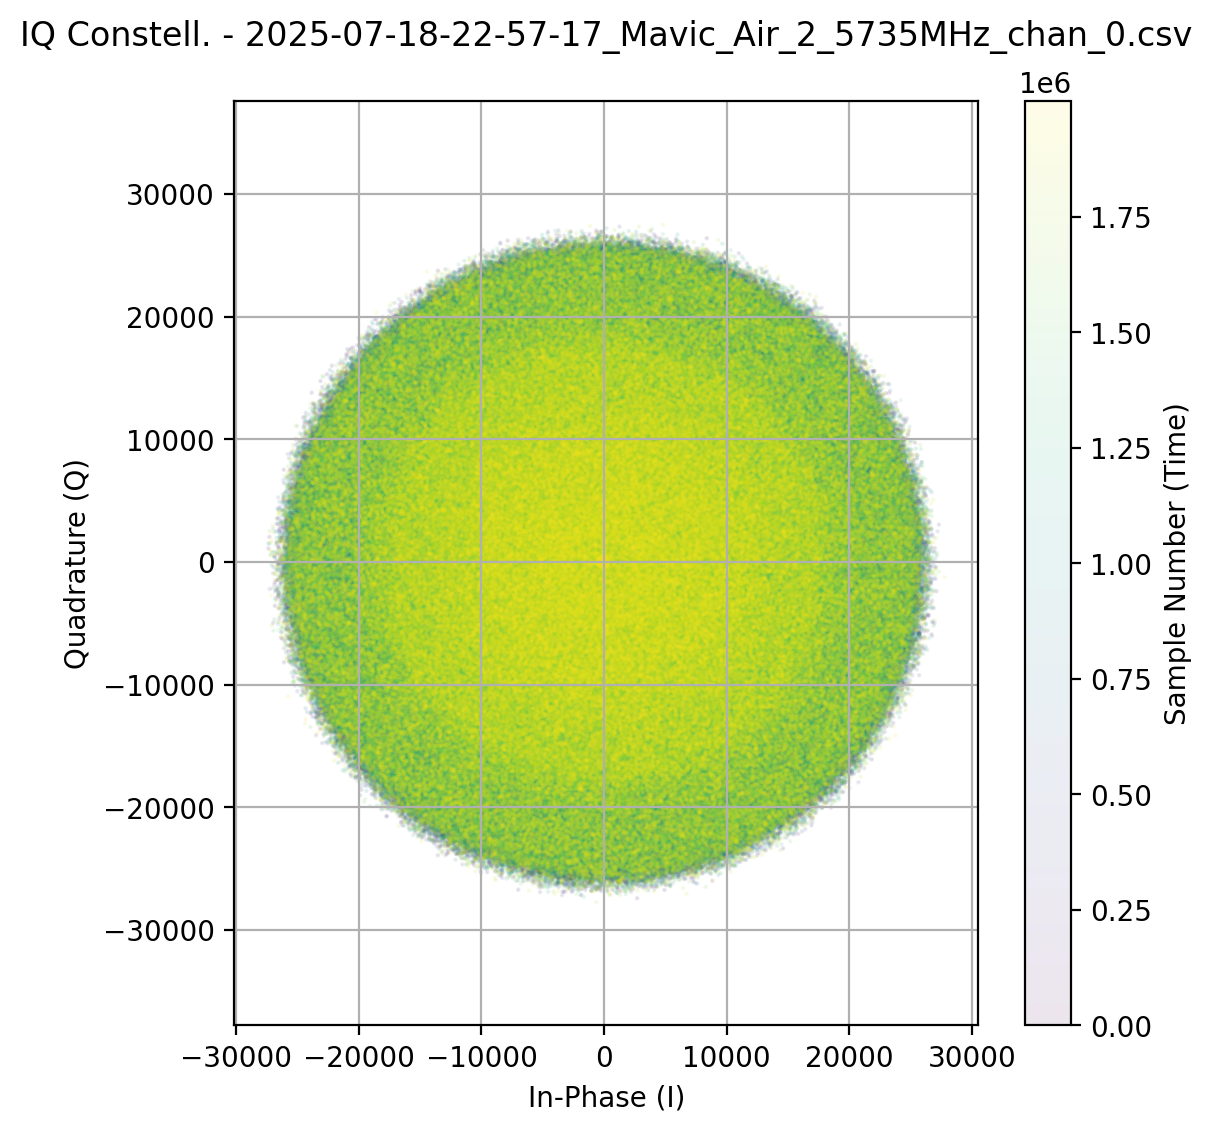 IQ Constell. - 2025-07-18-22-57-17_Mavic_Air_2_5735MHz_chan_0.csv
1e6
30000
20000
10000
0
−10000
−20000
−30000
Quadrature (Q)
−30000 −20000 −10000 0 10000 20000 30000
In-Phase (I)
1.75
1.50
1.25
1.00
0.75
0.50
0.25
0.00
Sample Number (Time)